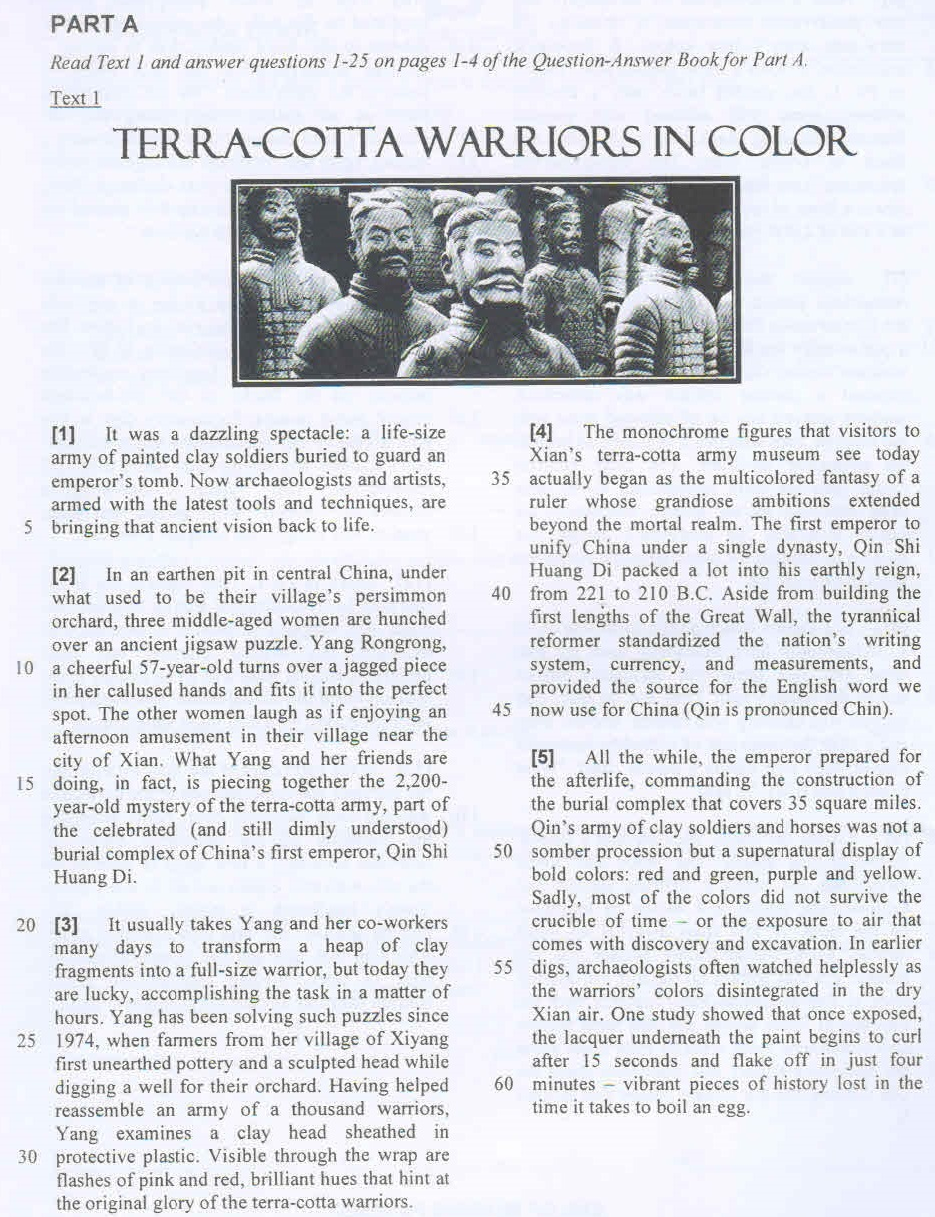 PART A
Read Text 1 and answer questions 1-25 on pages 1-4 of the Question-Answer Book for Part A.
Text 1
TERRA-COTTA WARRIORS IN COLOR
[1] It was a dazzling spectacle: a life-size
army of painted clay soldiers buried to guard an
emperor's tomb. Now archaeologists and artists,
armed with the latest tools and techniques, are
5 bringing that ancient vision back to life.
[2] In an earthen pit in central China, under
what used to be their village's persimmon
orchard, three middle-aged women are hunched
over an ancient jigsaw puzzle. Yang Rongrong,
10 a cheerful 57-year-old turns over a jagged piece
in her callused hands and fits it into the perfect
spot. The other women laugh as if enjoying an
afternoon amusement in their village near the
city of Xian. What Yang and her friends are
15 doing, in fact, is piecing together the 2,200-
year-old mystery of the terra-cotta army, part of
the celebrated (and still dimly understood)
burial complex of China's first emperor, Qin Shi
Huang Di.
20 [3] It usually takes Yang and her co-workers
many days to transform a heap of clay
fragments into a full-size warrior, but today they
are lucky, accomplishing the task in a matter of
hours. Yang has been solving such puzzles since
25 1974, when farmers from her village of Xiyang
first unearthed pottery and a sculpted head while
digging a well for their orchard. Having helped
reassemble an army of a thousand warriors,
Yang examines a clay head sheathed in
30 protective plastic. Visible through the wrap are
flashes of pink and red, brilliant hues that hint at
the original glory of the terra-cotta warriors.
[4] The monochrome figures that visitors to
Xian's terra-cotta army museum see today
35 actually began as the multicolored fantasy of a
ruler whose grandiose ambitions extended
beyond the mortal realm. The first emperor to
unify China under a single dynasty, Qin Shi
Huang Di packed a lot into his earthly reign,
40 from 221 to 210 B.C. Aside from building the
first lengths of the Great Wall, the tyrannical
reformer standardized the nation's writing
system, currency, and measurements, and
provided the source for the English word we
45 now use for China (Qin is pronounced Chin).
[5] All the while, the emperor prepared for
the afterlife, commanding the construction of
the burial complex that covers 35 square miles.
Qin's army of clay soldiers and horses was not a
50 somber procession but a supernatural display of
bold colors: red and green, purple and yellow.
Sadly, most of the colors did not survive the
crucible of time – or the exposure to air that
comes with discovery and excavation. In earlier
55 digs, archaeologists often watched helplessly as
the warriors' colors disintegrated in the dry
Xian air. One study showed that once exposed,
the lacquer underneath the paint begins to curl
after 15 seconds and flake off in just four
60 minutes – vibrant pieces of history lost in the
time it takes to boil an egg.